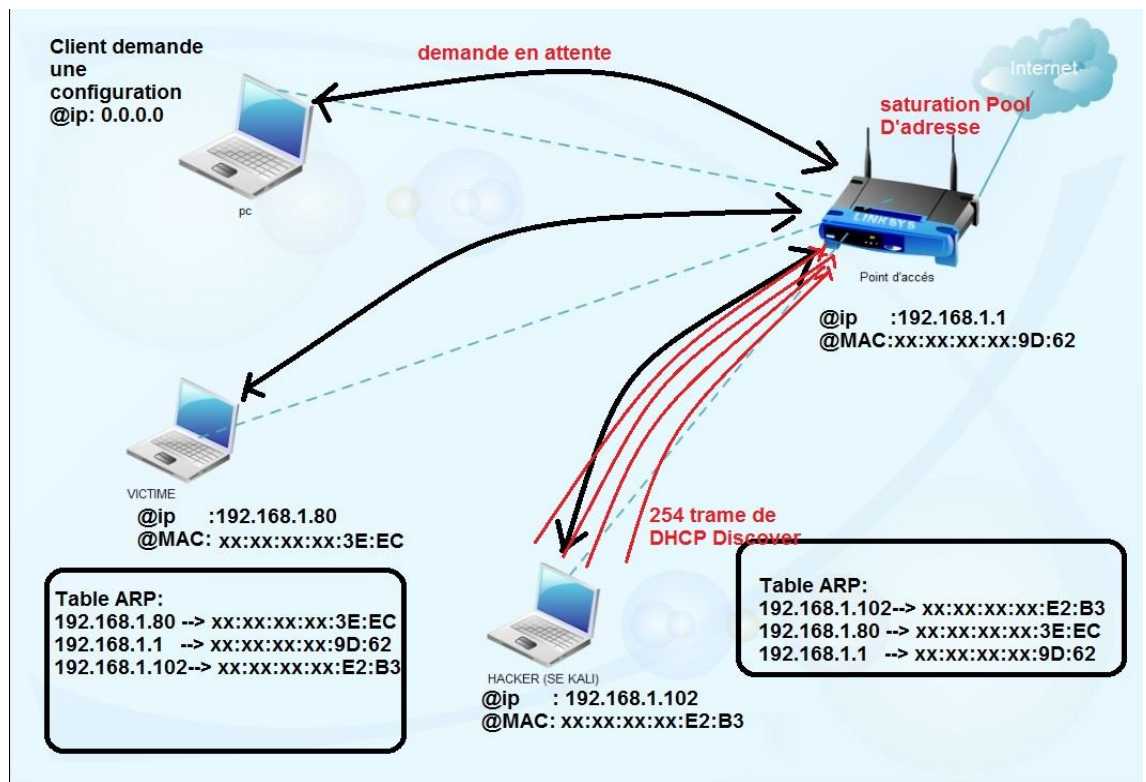 Client demande
une
configuration
@ip: 0.0.0.0
demande en attente
Internet
saturation Pool
D'adresse
pc
LINKSYS
Point d'accés
@ip :192.168.1.1
@MAC:xx:xx:xx:xx:9D:62
VICTIME
@ip :192.168.1.80
@MAC: xx:xx:xx:xx:3E:EC
254 trame de
DHCP Discover
Table ARP:
192.168.1.80 --> xx:xx:xx:xx:3E:EC
192.168.1.1 --> xx:xx:xx:xx:9D:62
192.168.1.102--> xx:xx:xx:xx:E2:B3
Table ARP:
192.168.1.102--> xx:xx:xx:xx:E2:B3
192.168.1.80 --> xx:xx:xx:xx:3E:EC
192.168.1.1 --> xx:xx:xx:xx:9D:62
HACKER (SE KALI)
@ip : 192.168.1.102
@MAC: xx:xx:xx:xx:E2:B3